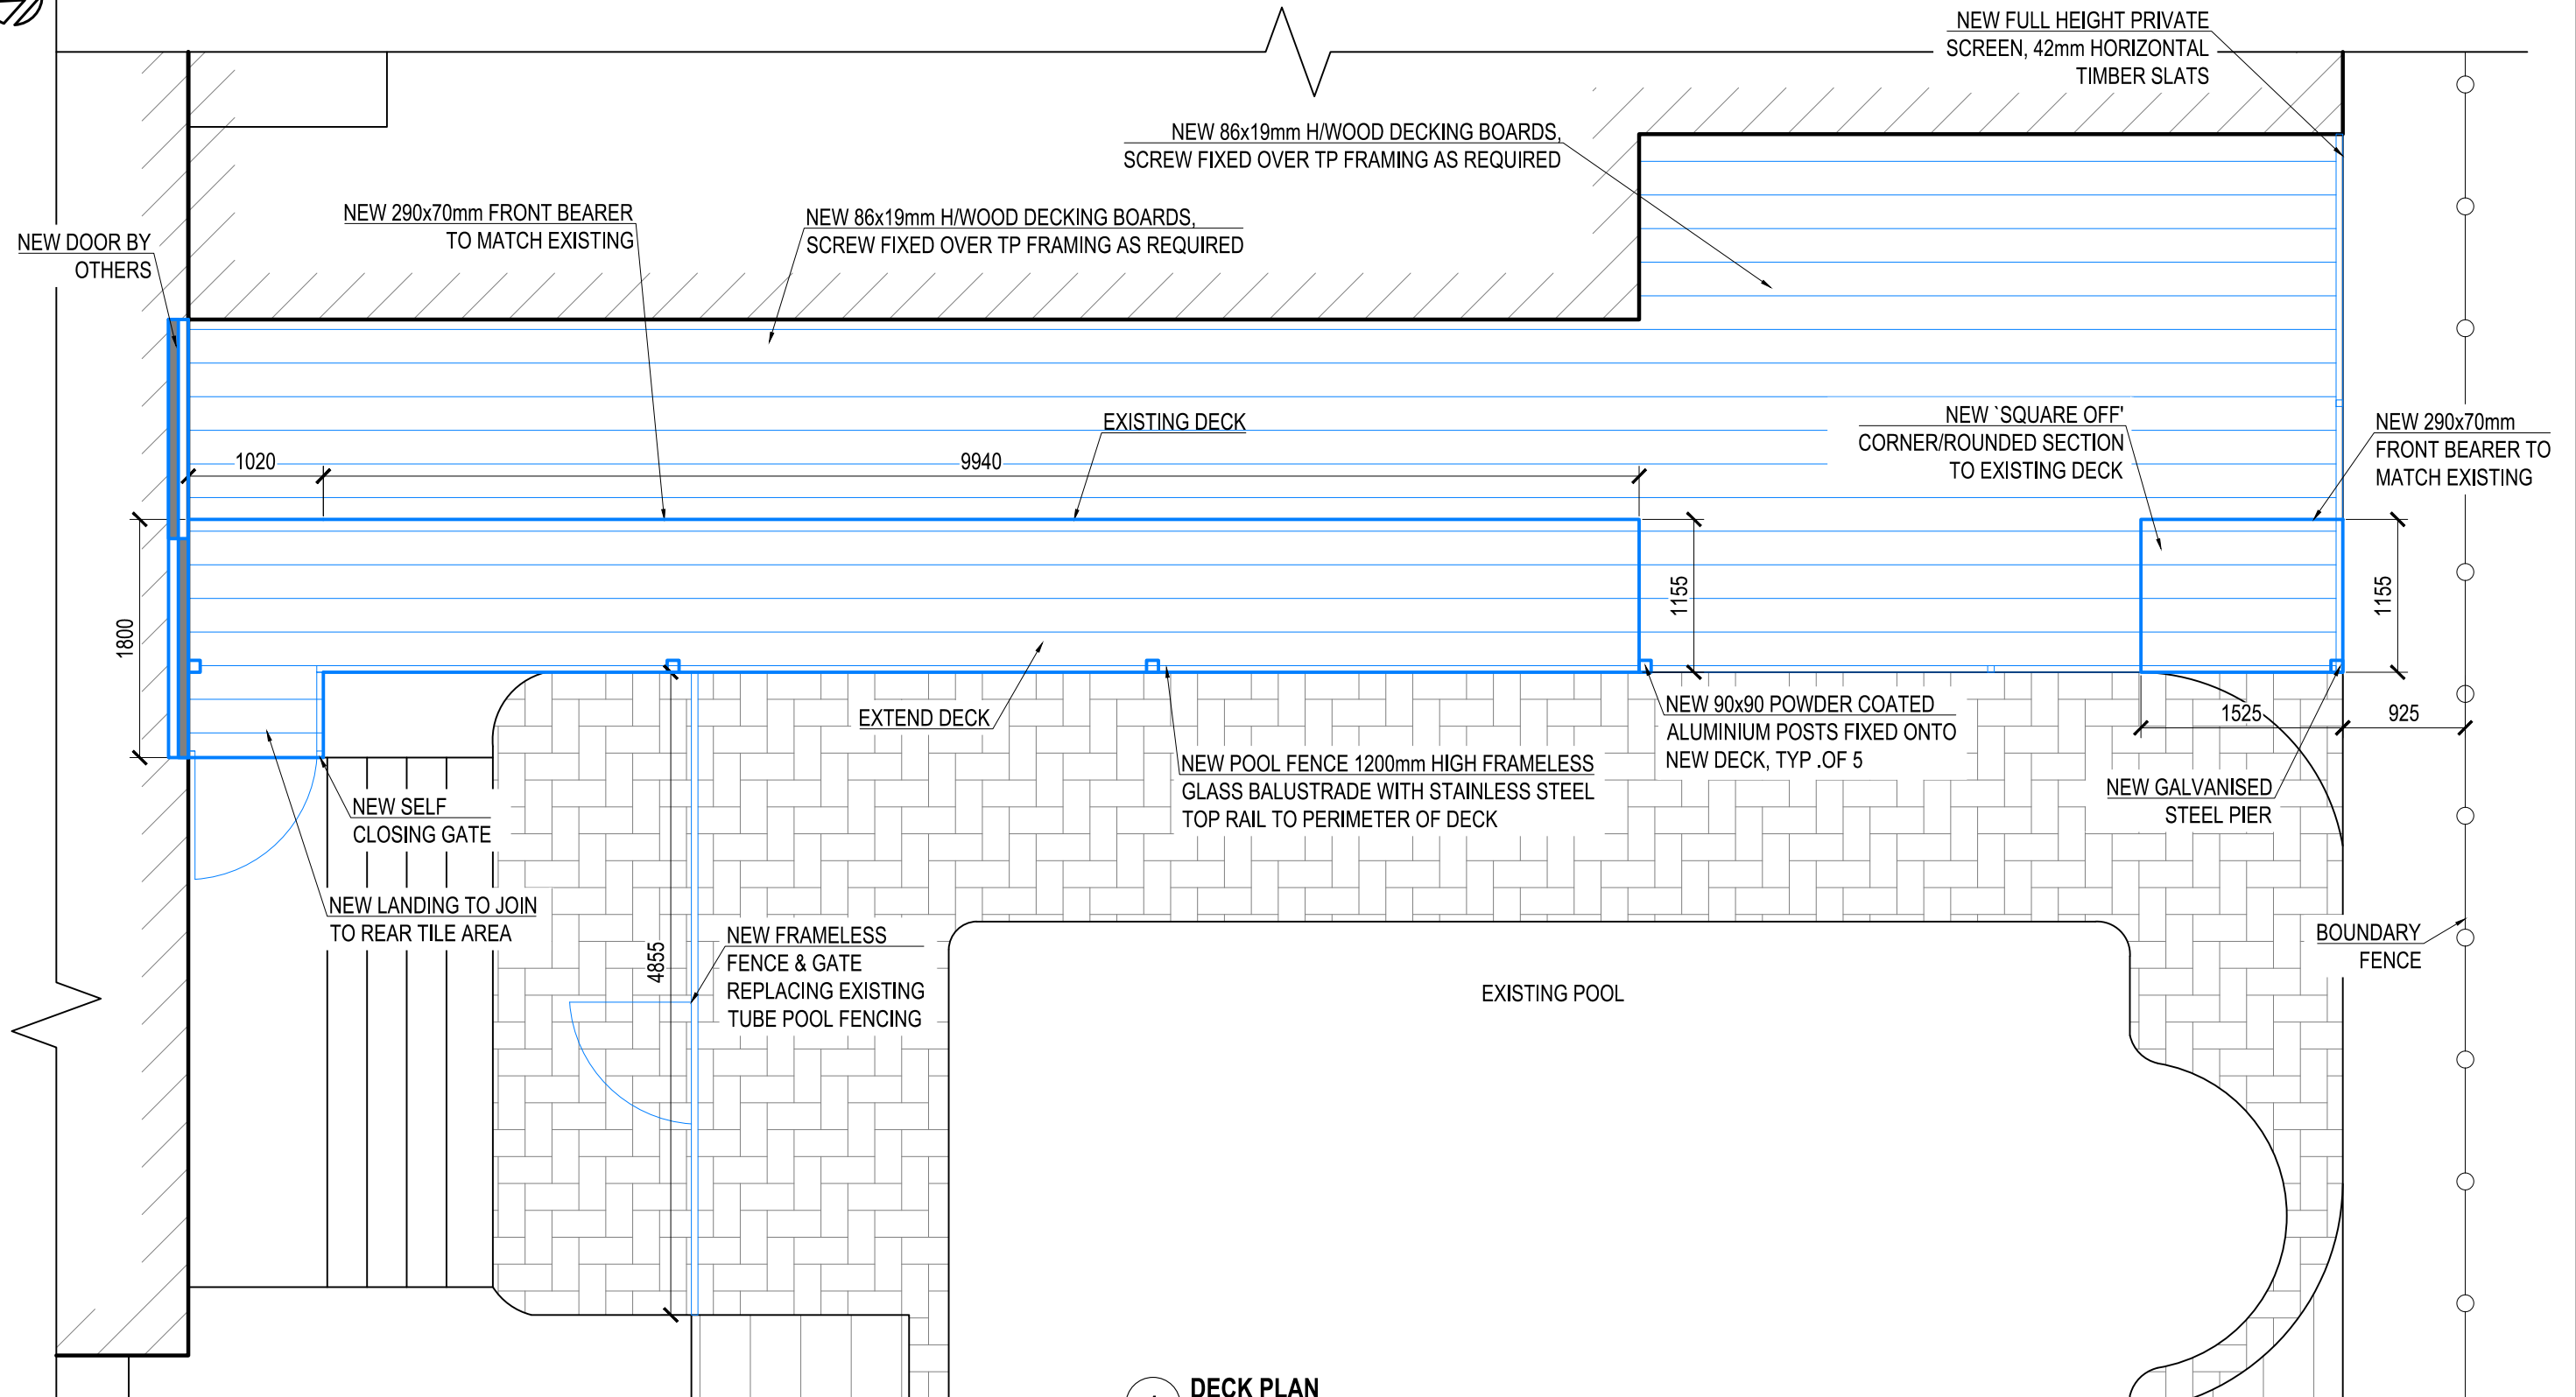 NEW FULL HEIGHT PRIVATE
SCREEN, 42mm HORIZONTAL
TIMBER SLATS
NEW 86x19mm H/WOOD DECKING BOARDS,
SCREW FIXED OVER TP FRAMING AS REQUIRED
NEW 290x70mm FRONT BEARER
TO MATCH EXISTING
NEW 86x19mm H/WOOD DECKING BOARDS,
SCREW FIXED OVER TP FRAMING AS REQUIRED
NEW DOOR BY
OTHERS
EXISTING DECK
NEW `SQUARE OFF'
CORNER/ROUNDED SECTION
TO EXISTING DECK
NEW 290x70mm
FRONT BEARER TO
MATCH EXISTING
1020
9940
1800
1155
1155
EXTEND DECK
NEW 90x90 POWDER COATED
ALUMINIUM POSTS FIXED ONTO
NEW DECK, TYP .OF 5
1525
925
NEW POOL FENCE 1200mm HIGH FRAMELESS
GLASS BALUSTRADE WITH STAINLESS STEEL
TOP RAIL TO PERIMETER OF DECK
NEW GALVANISED
STEEL PIER
NEW SELF
CLOSING GATE
NEW LANDING TO JOIN
TO REAR TILE AREA
4855
NEW FRAMELESS
FENCE & GATE
REPLACING EXISTING
TUBE POOL FENCING
BOUNDARY
FENCE
EXISTING POOL
DECK PLAN